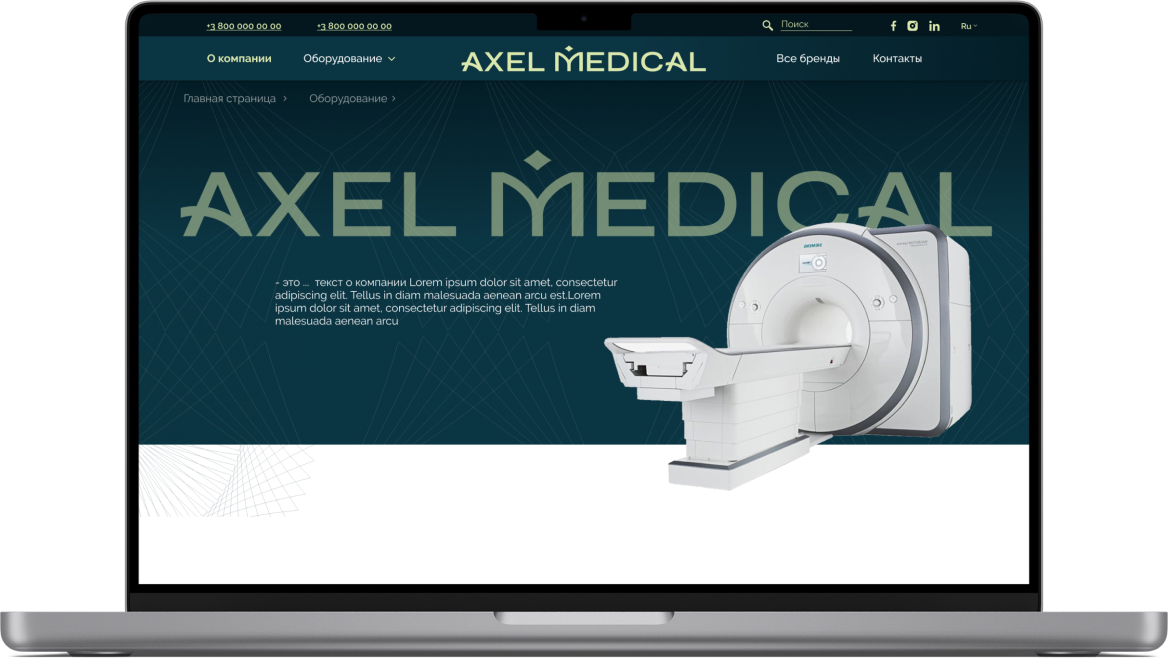 +3 800 000 00 00
+3 800 000 00 00
Поиск
Ru
О компании
Оборудование
AXEL MEDICAL
Все бренды
Контакты
Главная страница
Оборудование
AXEL MEDICAL
- это ... текст о компании Lorem ipsum dolor sit amet, consectetur
adipiscing elit. Tellus in diam malesuada aenean arcu est.Lorem
ipsum dolor sit amet, consectetur adipiscing elit. Tellus in diam
malesuada aenean arcu